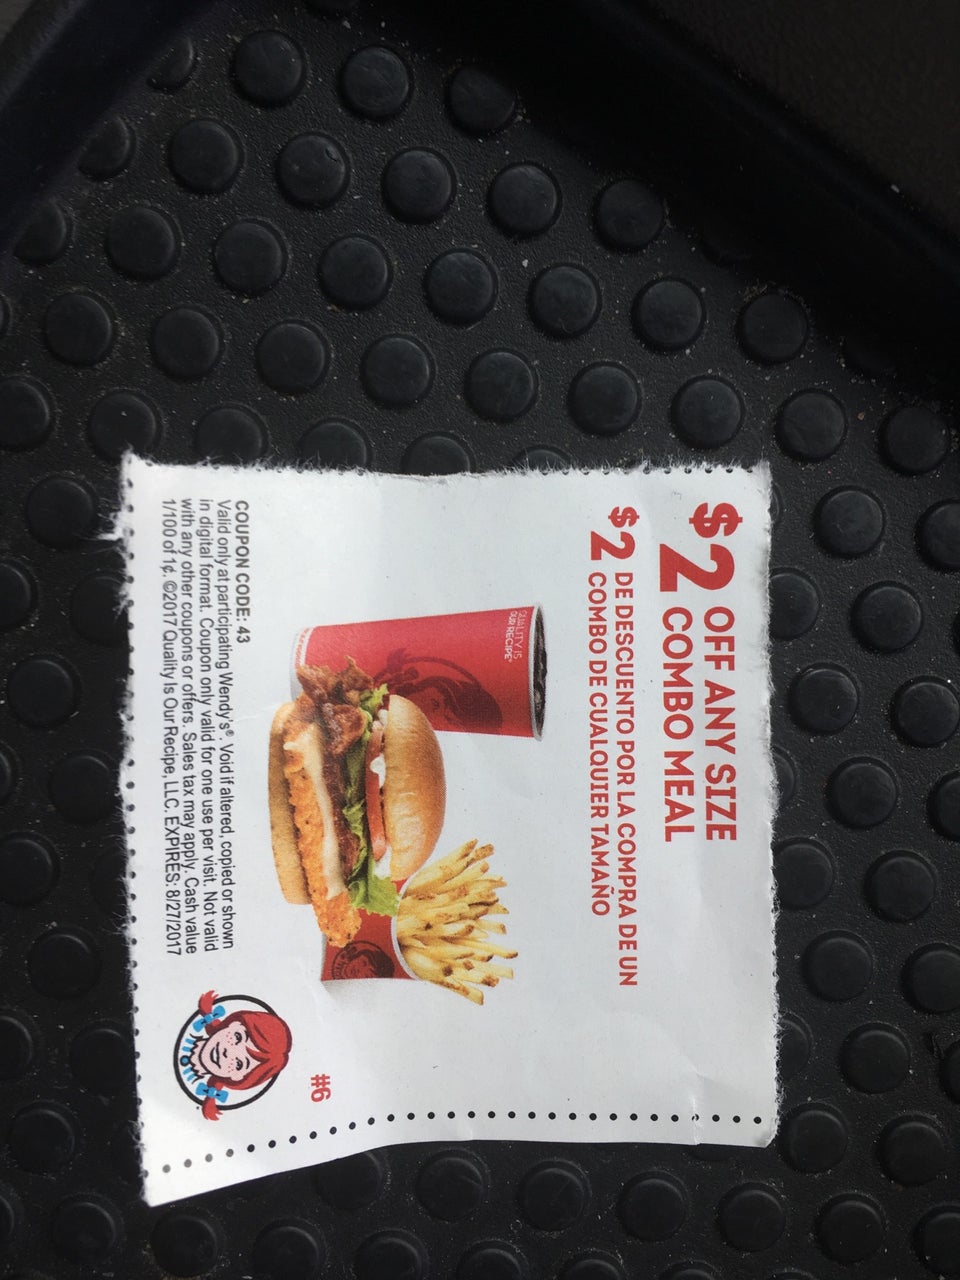 $2 OFF ANY SIZE
COMBO MEAL
$2 DE DESCUENTO POR LA COMPRA DE UN
COMBO DE CUALQUIER TAMAÑO
QUALITY IS
OUR RECIPE®
COUPON CODE: 43
Valid only at participating Wendy's®. Void if altered, copied or shown
in digital format. Coupon only valid for one use per visit. Not valid
with any other coupons or offers. Sales tax may apply. Cash value
1/100 of 1¢. ©2017 Quality Is Our Recipe, LLC. EXPIRES: 8/27/2017
#6